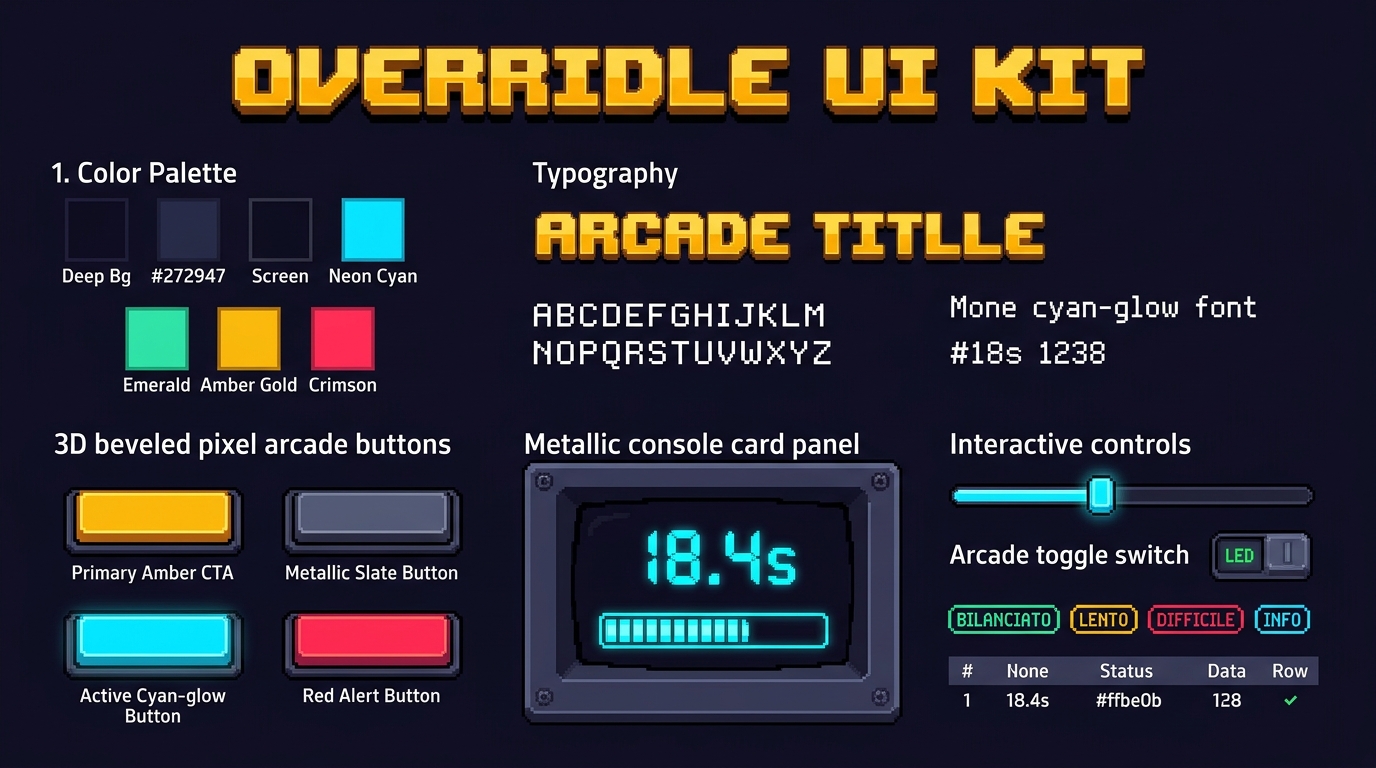 OVERRIDLE UI KIT
1. Color Palette
Deep Bg
#272947
Screen
Neon Cyan
Emerald
Amber Gold
Crimson
Typography
ARCADE TITLLE
ABCDEFGHIJKLM
NOPQRSTUVWXYZ
Mone cyan-glow font
#18s 1238
3D beveled pixel arcade buttons
Primary Amber CTA
Metallic Slate Button
Active Cyan-glow
Button
Red Alert Button
Metallic console card panel
18.4s
Interactive controls
Arcade toggle switch
LED
BILANCIATO
LENTO
DIFFICILE
INFO
# None Status Data Row
1 18.4s #ffbe0b 128 ✓